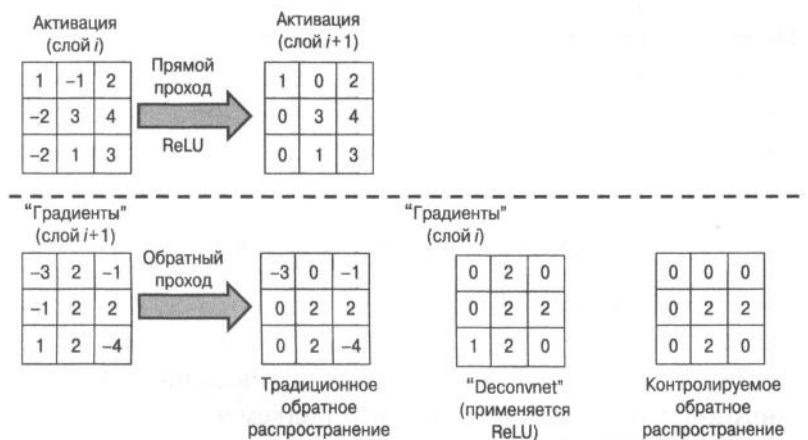 Активация
(слой i)
Активация
(слой i+1)
1 -1 2
-2 3 4
-2 1 3
Прямой
проход
ReLU
1 0 2
0 3 4
0 1 3
"Градиенты"
(слой i+1)
"Градиенты"
(слой i)
-3 2 -1
-1 2 2
1 2 -4
Обратный
проход
-3 0 -1
0 2 2
0 2 -4
Традиционное
обратное
распространение
0 2 0
0 2 2
1 2 0
"Deconvnet"
(применяется
ReLU)
0 0 0
0 2 2
0 2 0
Контролируемое
обратное
распространение